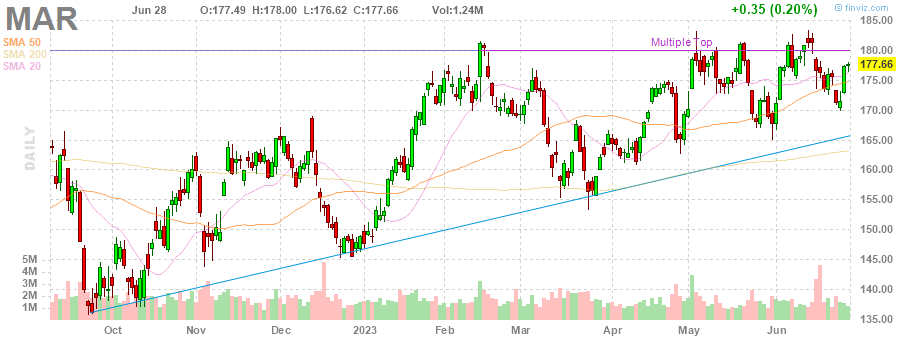 MAR Jun 28 O:177.49 H:178.00 L:176.62 C:177.66 Vol:1.24M +0.35 (0.20%) © finviz.com
SMA 50
SMA 200
SMA 20
Multiple Top
DAILY
185.00
180.00
177.66
175.00
170.00
165.00
160.00
155.00
150.00
145.00
140.00
135.00
5M
4M
3M
2M
1M
Oct Nov Dec 2023 Feb Mar Apr May Jun